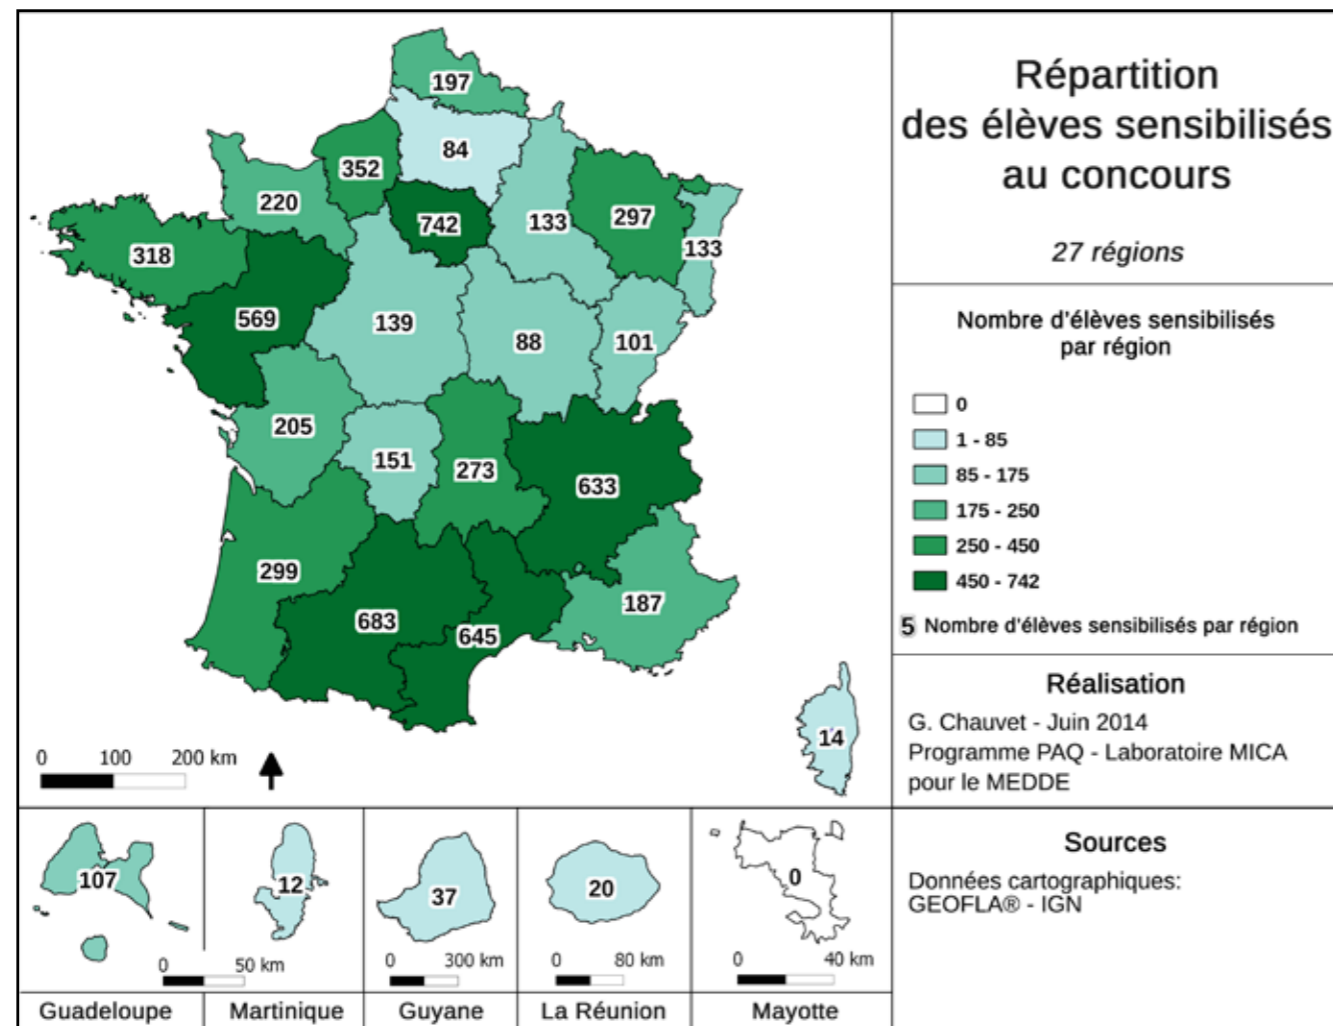 197
84
352
220
742
133
297
133
318
569
139
88
101
205
151
273
633
299
683
645
187
14
0 100 200 km
107
0 50 km
Guadeloupe
12
Martinique
37
0 300 km
Guyane
20
0 80 km
La Réunion
0
0 40 km
Mayotte
Répartition
des élèves sensibilisés
au concours
27 régions
Nombre d'élèves sensibilisés
par région
0
1 - 85
85 - 175
175 - 250
250 - 450
450 - 742
5 Nombre d'élèves sensibilisés par région
Réalisation
G. Chauvet - Juin 2014
Programme PAQ - Laboratoire MICA
pour le MEDDE
Sources
Données cartographiques:
GEOFLA® - IGN